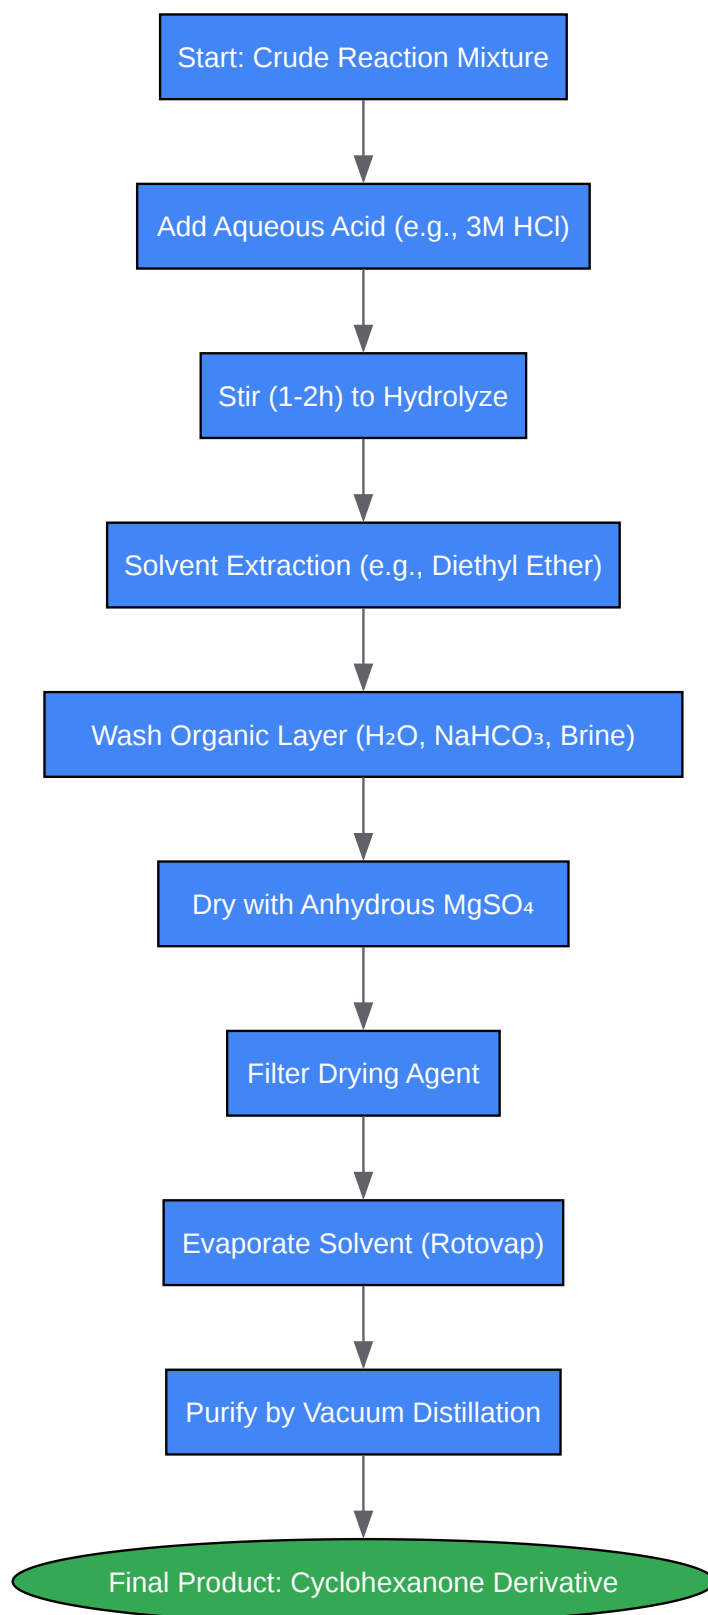 Start: Crude Reaction Mixture
Add Aqueous Acid (e.g., 3M HCl)
Stir (1-2h) to Hydrolyze
Solvent Extraction (e.g., Diethyl Ether)
Wash Organic Layer (H₂O, NaHCO₃, Brine)
Dry with Anhydrous MgSO₄
Filter Drying Agent
Evaporate Solvent (Rotovap)
Purify by Vacuum Distillation
Final Product: Cyclohexanone Derivative